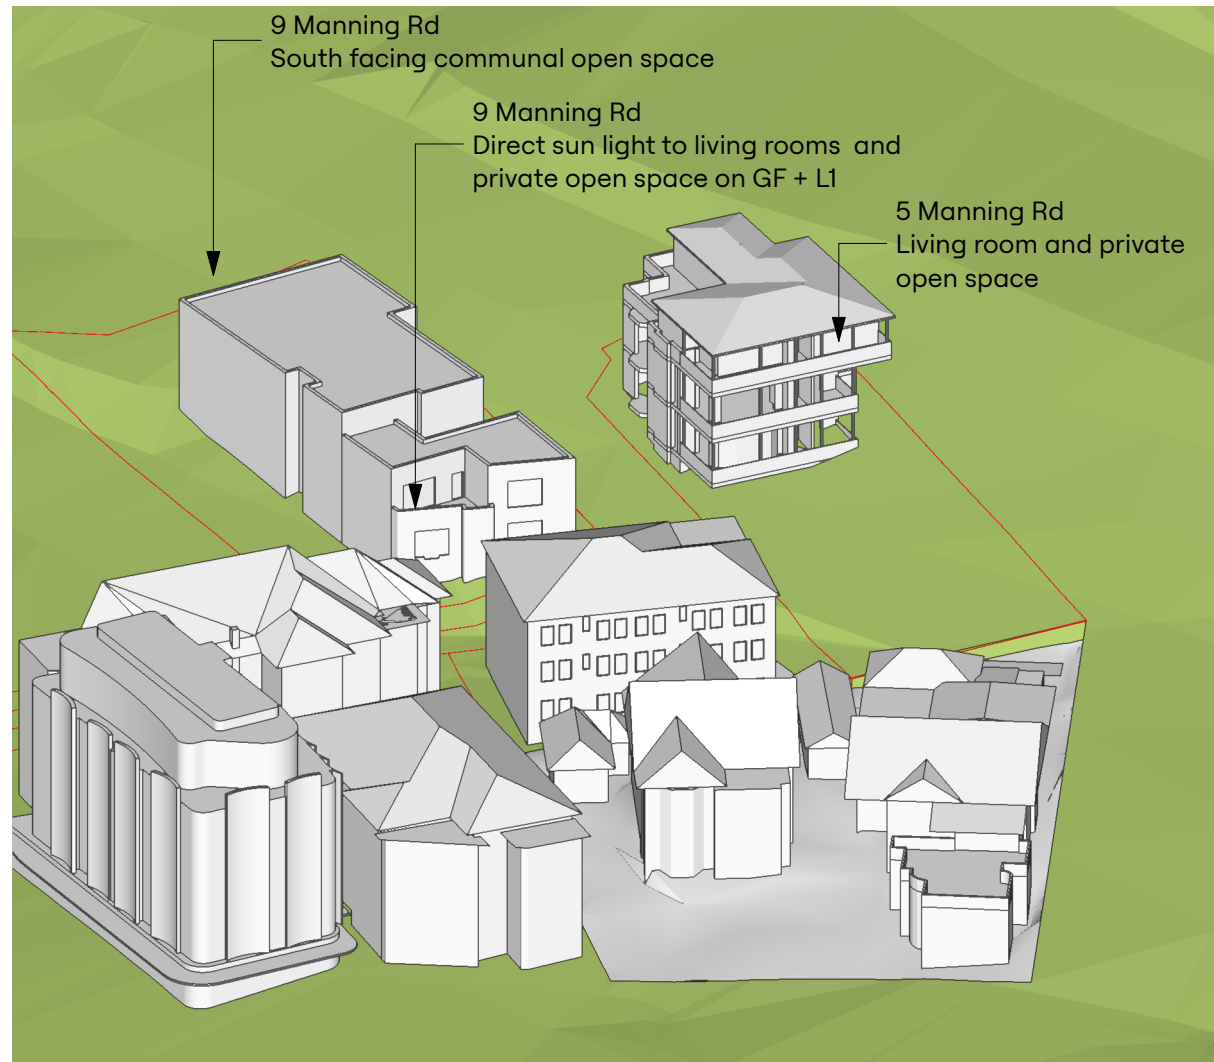 9 Manning Rd
South facing communal open space
9 Manning Rd
Direct sun light to living rooms  and
private open space on GF + L1
5 Manning Rd
Living room and private
open space